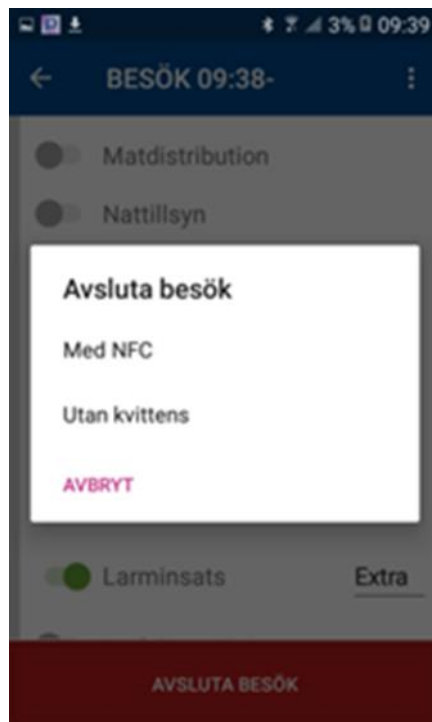 3% 09:39
BESÖK 09:38-
Matdistribution
Nattillsyn
Avsluta besök
Med NFC
Utan kvittens
AVBRYT
Larminsats Extra
AVSLUTA BESÖK